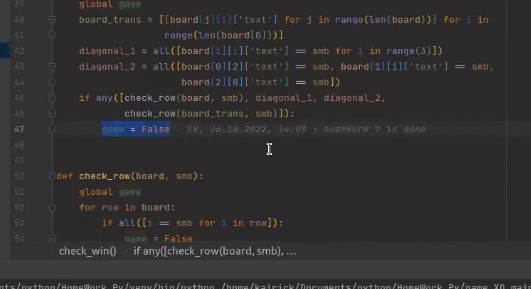 39 global game
40 board_trans = [[board[j][i]['text'] for j in range(len(board))] for i in
41 range(len(board[0]))]
42 diagonal_1 = all([board[i][i]['text'] == smb for i in range(3)])
43 diagonal_2 = all([board[0][2]['text'] == smb, board[1][1]['text'] == smb,
44 board[2][0]['text'] == smb])
45 if any([check_row(board, smb), diagonal_1, diagonal_2,
46 check_row(board_trans, smb)]):
47 game = False EV, 26.10.2022, 14:09 · homework 9 is done
48
49
50 def check_row(board, smb):
51 global game
52 for row in board:
53 if all([i == smb for i in row]):
54 game = False
check_win() › if any([check_row(board, smb), ...
nts/python/HomeWork_Py/venv/bin/python /home/kairick/Documents/python/HomeWork_Py/game_XO_mai